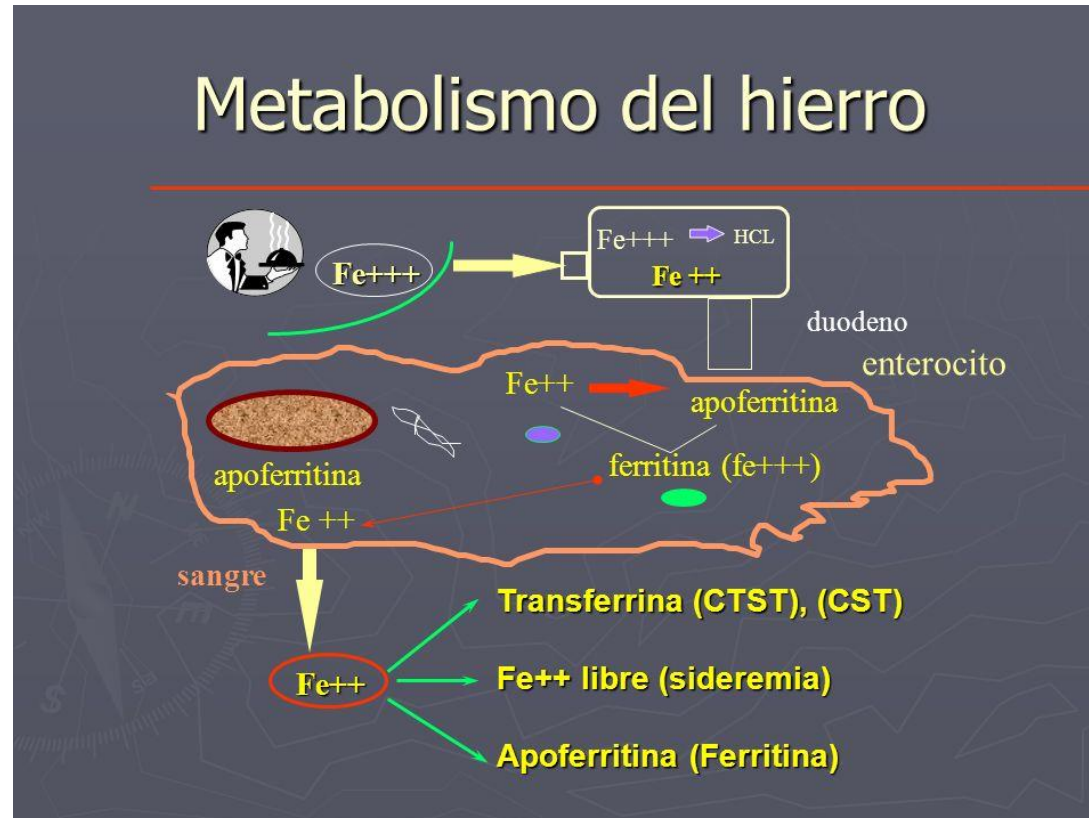 Metabolismo del hierro
Fe+++
Fe+++ HCL
Fe ++
duodeno
enterocito
Fe++
apoferritina
apoferritina
ferritina (fe+++)
Fe ++
sangre
Fe++
Transferrina (CTST), (CST)
Fe++ libre (sideremia)
Apoferritina (Ferritina)